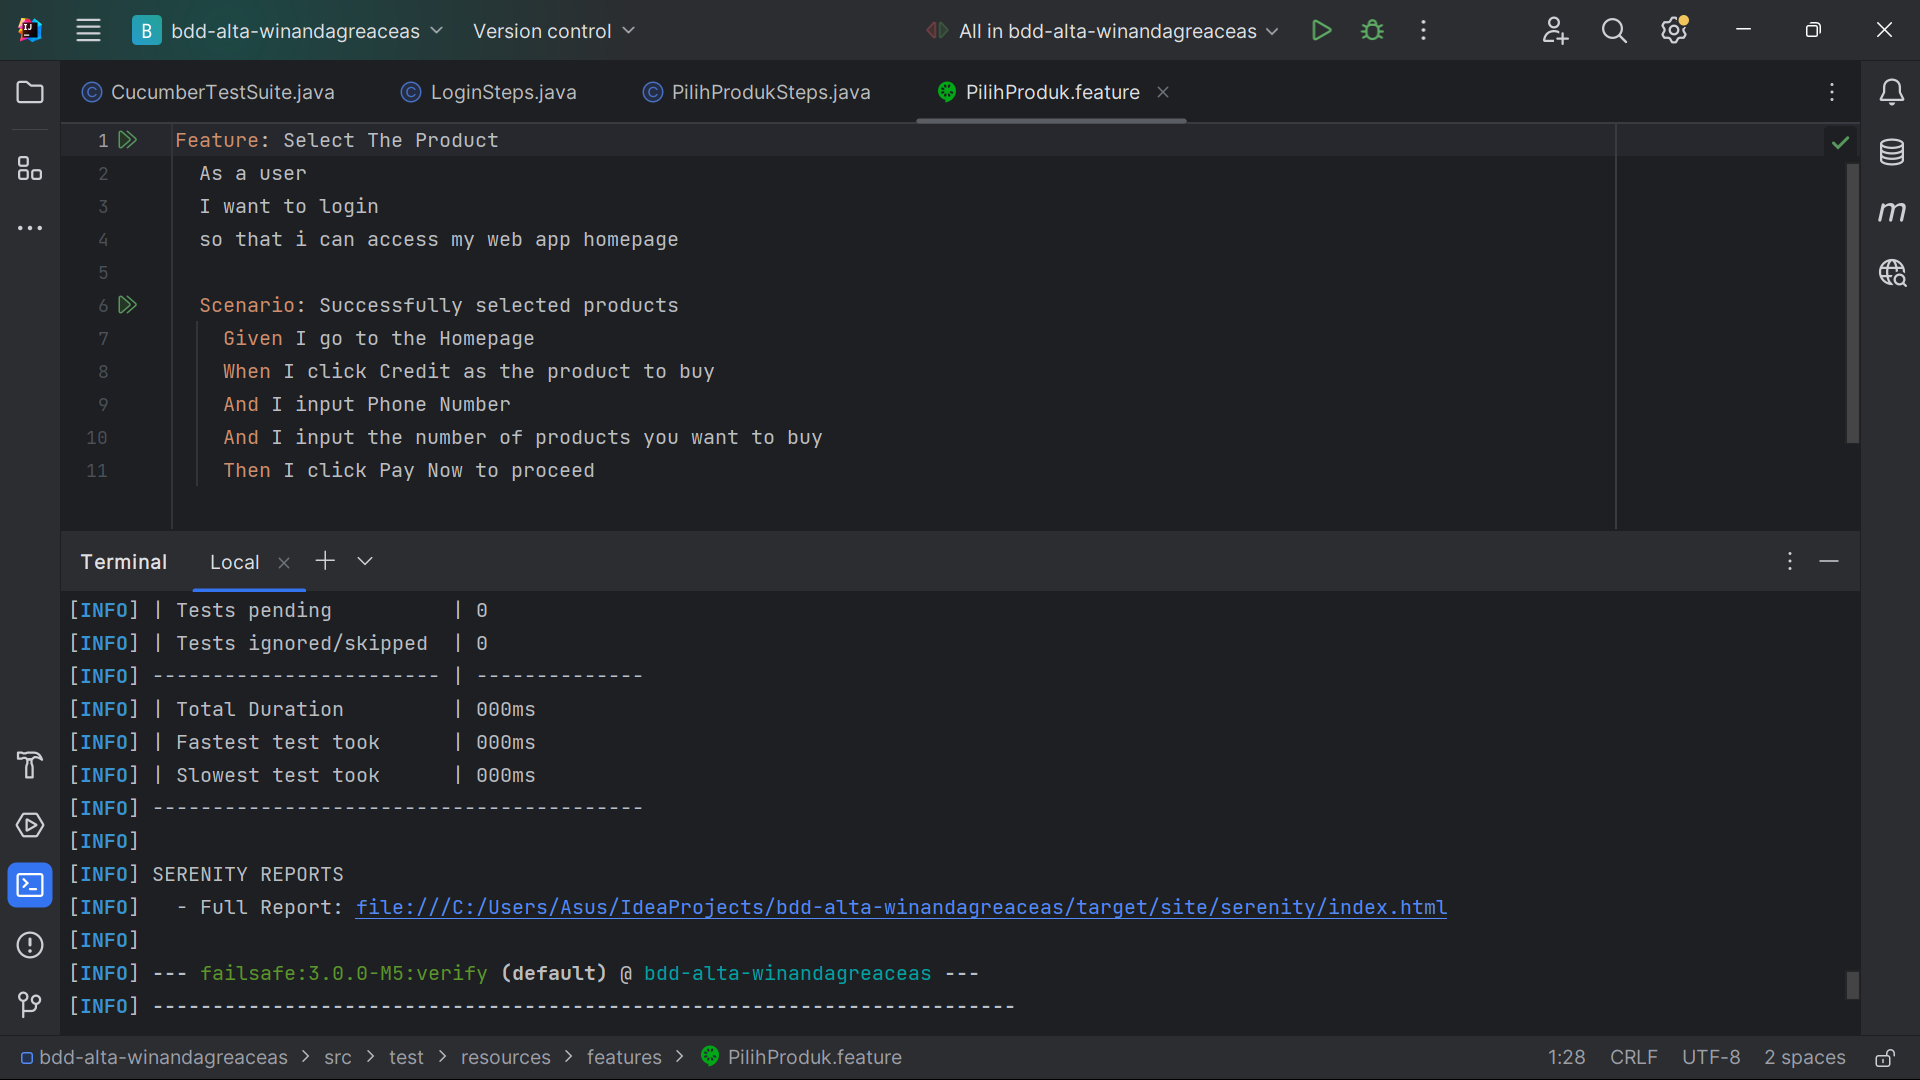 B bdd-alta-winandagreaceas Version control All in bdd-alta-winandagreaceas
CucumberTestSuite.java LoginSteps.java PilihProdukSteps.java PilihProduk.feature
1 Feature: Select The Product
2 As a user
3 I want to login
4 so that i can access my web app homepage
5
6 Scenario: Successfully selected products
7 Given I go to the Homepage
8 When I click Credit as the product to buy
9 And I input Phone Number
10 And I input the number of products you want to buy
11 Then I click Pay Now to proceed
Terminal Local
[INFO] | Tests pending | 0
[INFO] | Tests ignored/skipped | 0
[INFO] ------------------------ | --------------
[INFO] | Total Duration | 000ms
[INFO] | Fastest test took | 000ms
[INFO] | Slowest test took | 000ms
[INFO] -----------------------------------------
[INFO]
[INFO] SERENITY REPORTS
[INFO] - Full Report: file:///C:/Users/Asus/IdeaProjects/bdd-alta-winandagreaceas/target/site/serenity/index.html
[INFO]
[INFO] --- failsafe:3.0.0-M5:verify (default) @ bdd-alta-winandagreaceas ---
[INFO] ------------------------------------------------------------------------
bdd-alta-winandagreaceas > src > test > resources > features > PilihProduk.feature 1:28 CRLF UTF-8 2 spaces